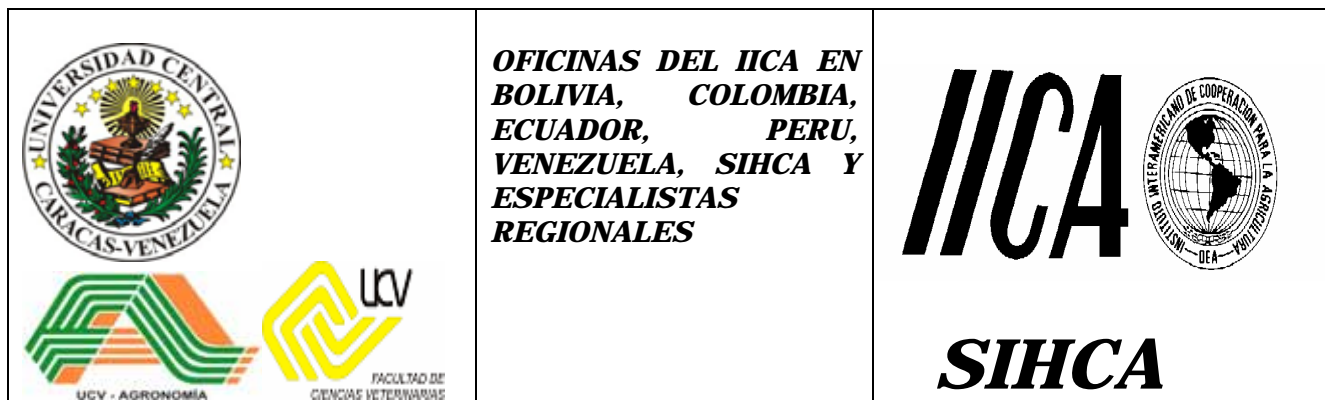 UNIVERSIDAD CENTRAL
CARACAS-VENEZUELA
UCV - AGRONOMÍA
UCV
FACULTAD DE
CIENCIAS VETERINARIAS
OFICINAS DEL IICA EN
BOLIVIA, COLOMBIA,
ECUADOR, PERU,
VENEZUELA, SIHCA Y
ESPECIALISTAS
REGIONALES
IICA
INSTITUTO INTERAMERICANO DE COOPERACION PARA LA AGRICULTURA
OEA
SIHCA